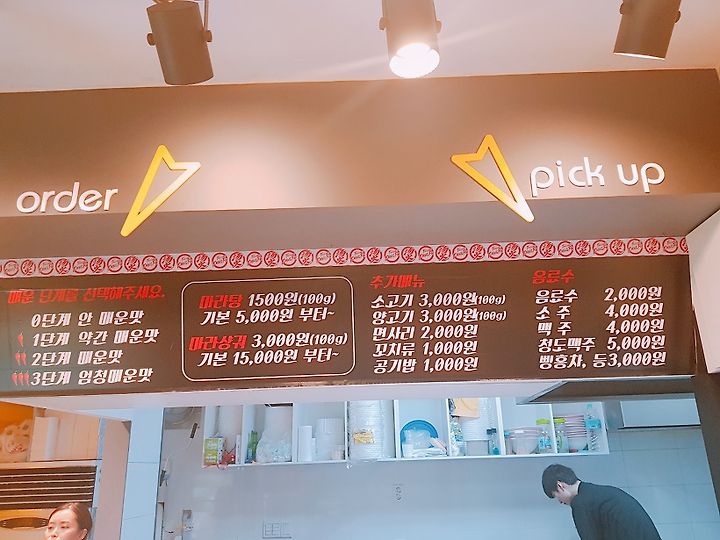 order
pick up
매운 단계를 선택해주세요.
0단계 안 매운맛
1단계 약간 매운맛
2단계 매운맛
3단계 엄청매운맛
마라탕 1500원(100g)
기본 5,000원 부터~
마라샹궈 3,000원(100g)
기본 15,000원 부터~
추가메뉴
소고기 3,000원(100g)
양고기 3,000원(100g)
면사리 2,000원
꼬치류 1,000원
공기밥 1,000원
음료수
음료수 2,000원
소 주 4,000원
맥 주 4,000원
칭도맥주 5,000원
삥홍차, 등3,000원